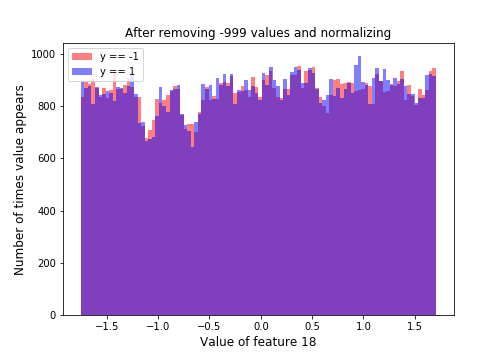 After removing -999 values and normalizing
y == -1
y == 1
Number of times value appears
1000
800
600
400
200
0
−1.5 −1.0 −0.5 0.0 0.5 1.0 1.5
Value of feature 18